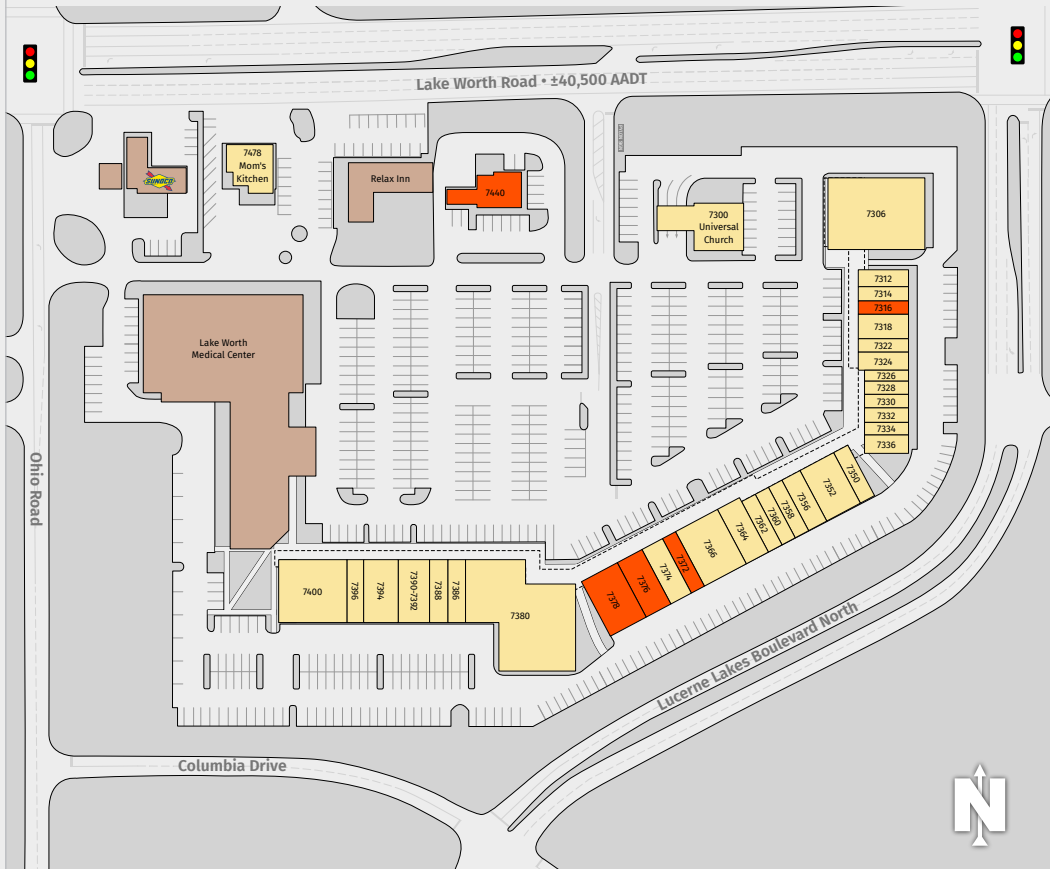 Lake Worth Road • ±40,500 AADT
7478
Mom's
Kitchen
SUNOCO
Relax Inn
7440
7300
Universal
Church
7306
7312
7314
7316
7318
7322
7324
7326
7328
7330
7332
7334
7336
Lake Worth
Medical Center
Ohio Road
7350
7352
7356
7358
7360
7362
7364
7366
7372
7374
7376
7378
7380
7386
7388
7390-7392
7394
7396
7400
Lucerne Lakes Boulevard North
Columbia Drive
N